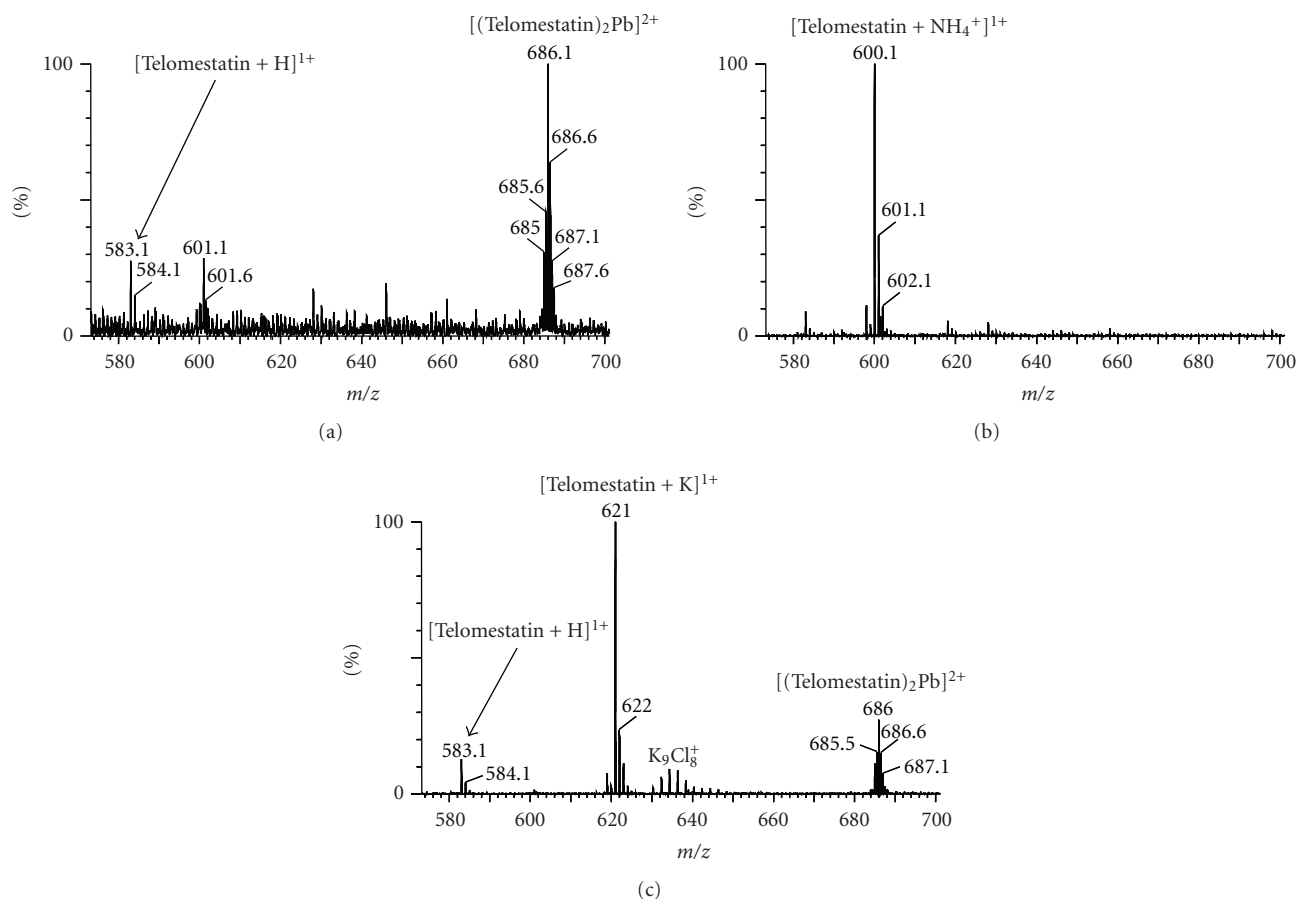 [(Telomestatin)₂Pb]²⁺
686.1
[Telomestatin + H]¹⁺
100
686.6
685.6
685
687.1
687.6
583.1
584.1
601.1
601.6
(%)
0
580 600 620 640 660 680 700
m/z
(a)
[Telomestatin + NH₄⁺]¹⁺
600.1
100
601.1
602.1
(%)
0
580 600 620 640 660 680 700
m/z
(b)
[Telomestatin + K]¹⁺
621
100
[Telomestatin + H]¹⁺
583.1
584.1
622
K₉Cl₈⁺
[(Telomestatin)₂Pb]²⁺
686
685.5
686.6
687.1
(%)
0
580 600 620 640 660 680 700
m/z
(c)